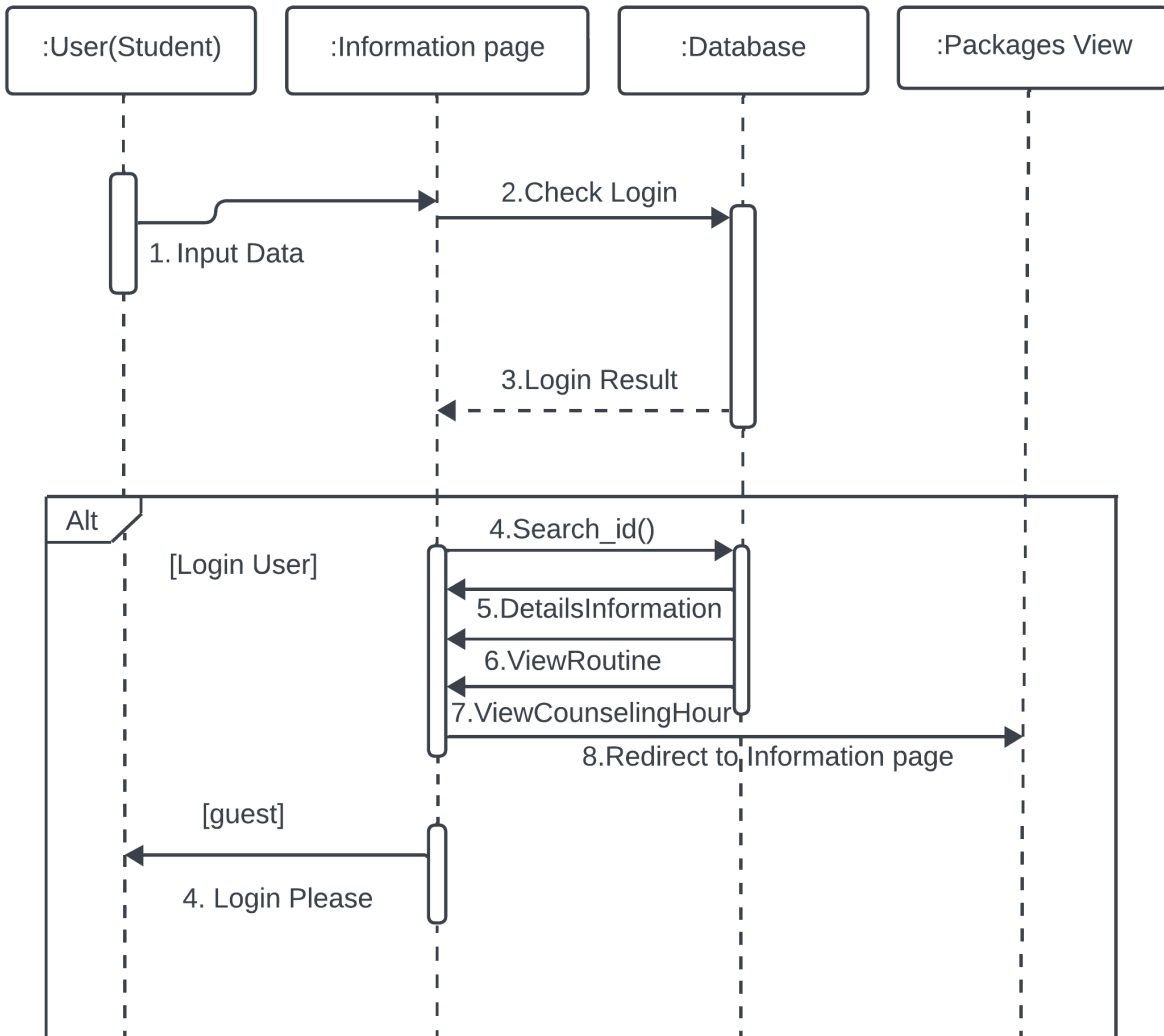 :User(Student)
:Information page
:Database
:Packages View
2.Check Login
1. Input Data
3.Login Result
Alt
4.Search_id()
[Login User]
5.DetailsInformation
6.ViewRoutine
7.ViewCounselingHour
8.Redirect to Information page
[guest]
4. Login Please